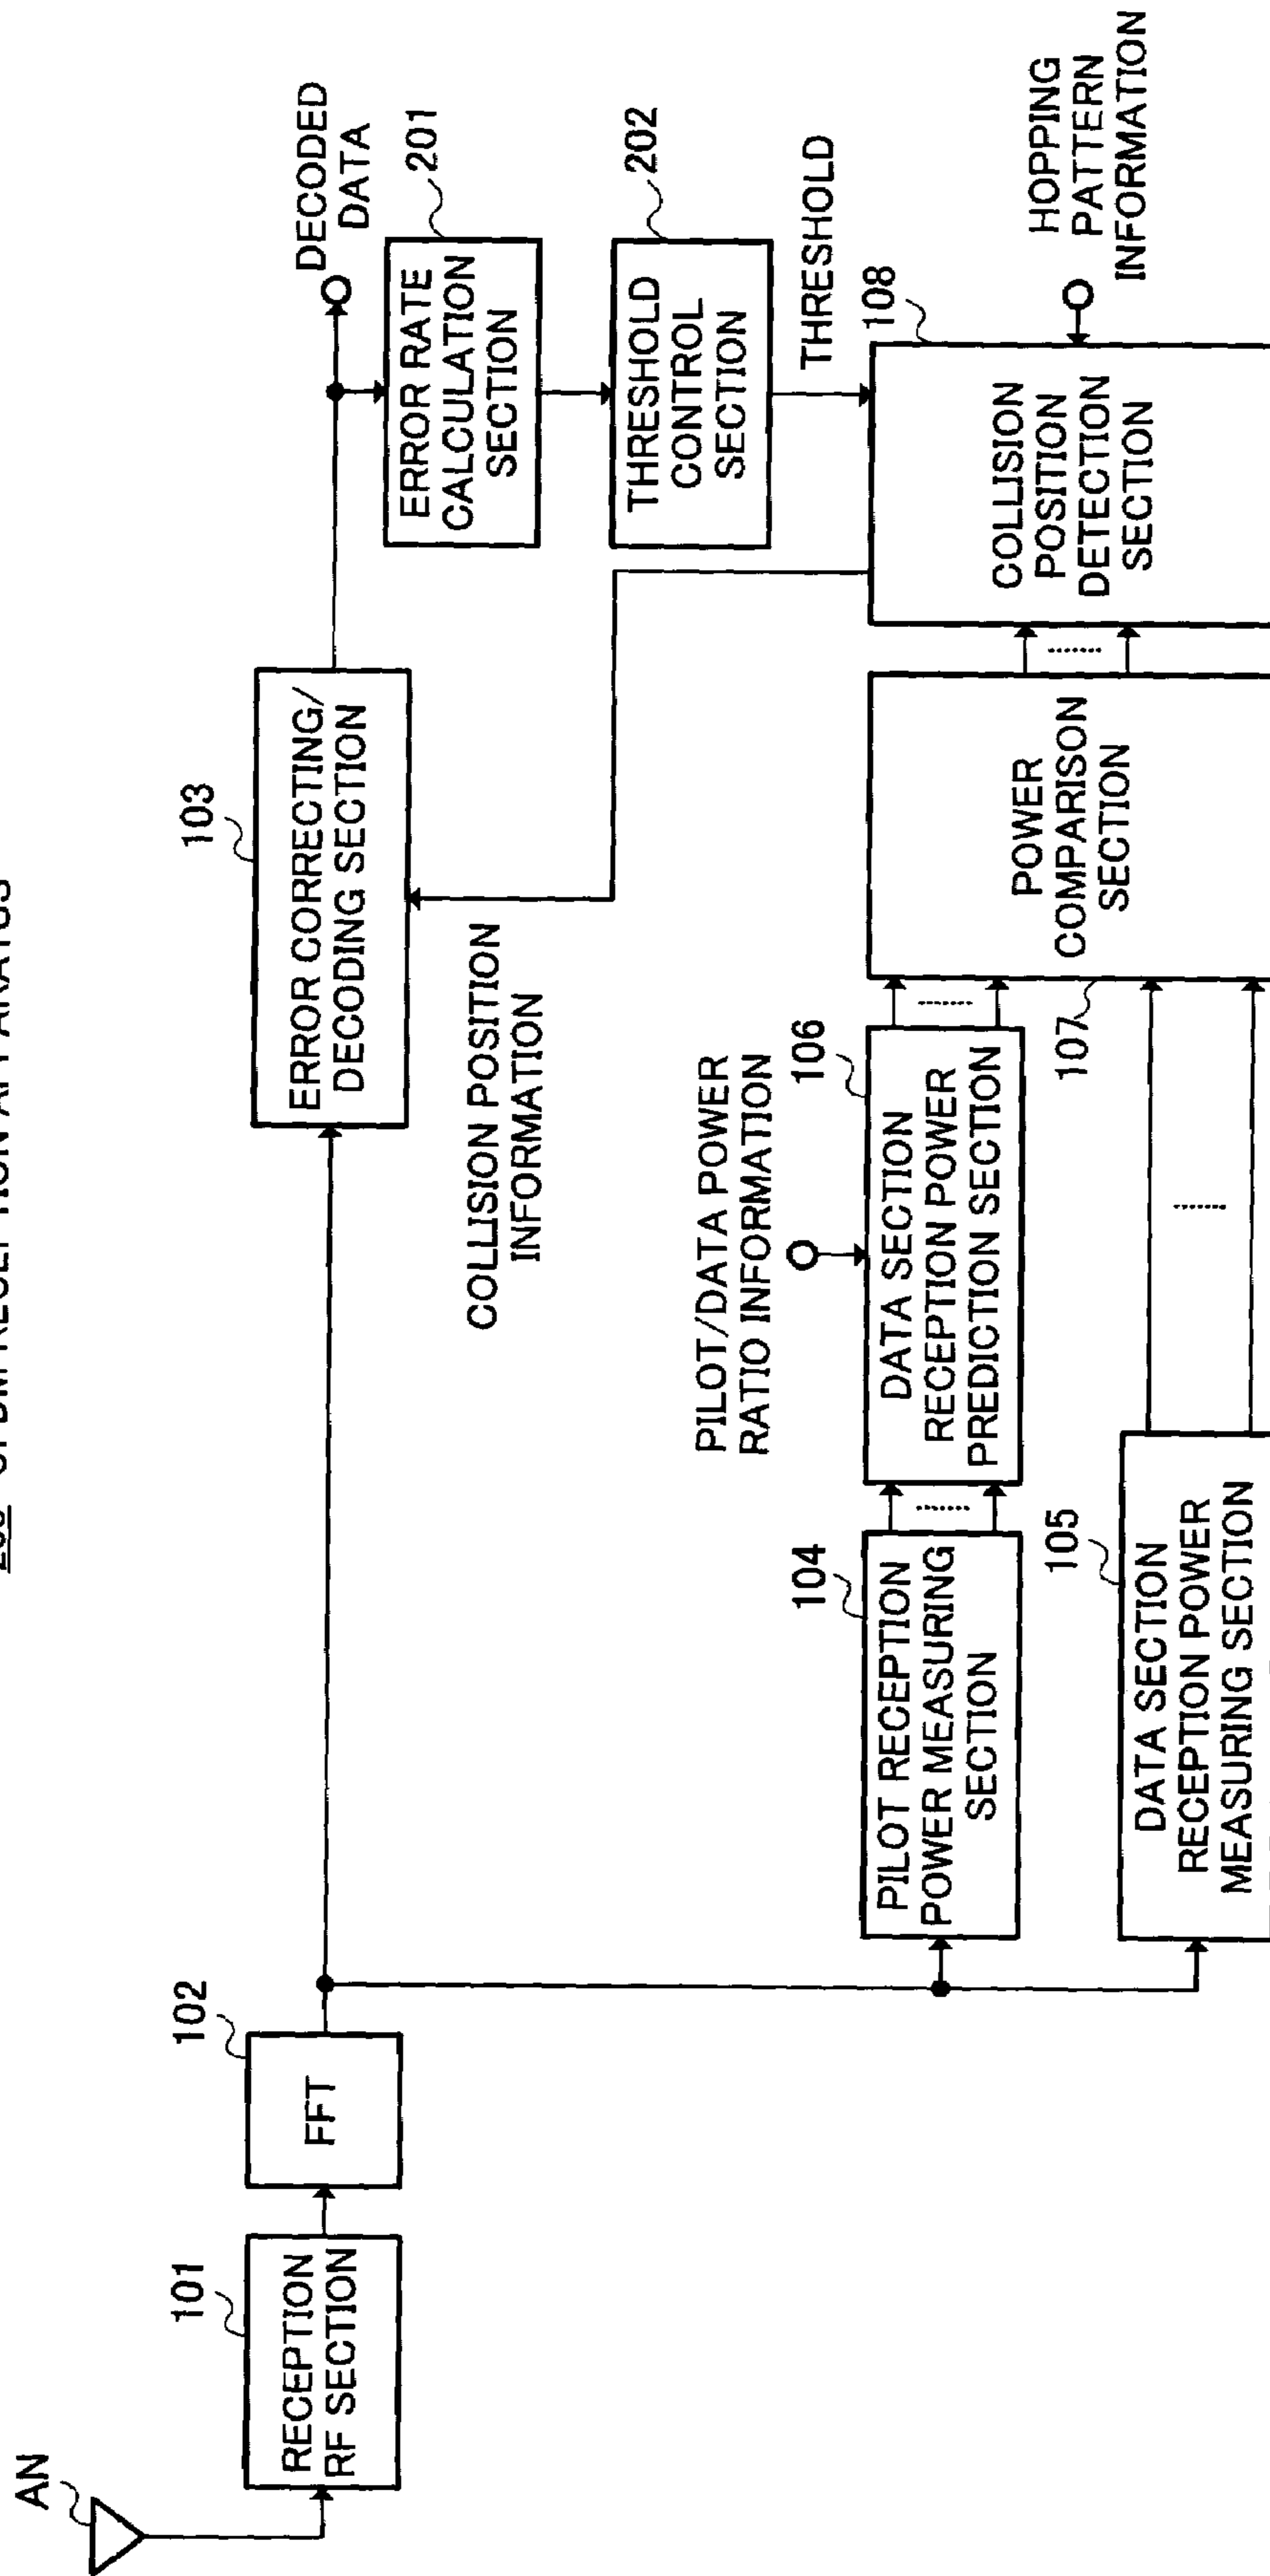 OFDM RECEPTION APPARATUS
AN
101
RECEPTION
RF SECTION
102
FFT
103
ERROR CORRECTING/
DECODING SECTION
DECODED
DATA
201
ERROR RATE
CALCULATION
SECTION
202
THRESHOLD
CONTROL
SECTION
THRESHOLD
COLLISION POSITION
INFORMATION
PILOT/DATA POWER
RATIO INFORMATION
104
PILOT RECEPTION
POWER MEASURING
SECTION
106
DATA SECTION
RECEPTION POWER
PREDICTION SECTION
105
DATA SECTION
RECEPTION POWER
MEASURING SECTION
107
POWER
COMPARISON
SECTION
108
COLLISION
POSITION
DETECTION
SECTION
HOPPING
PATTERN
INFORMATION